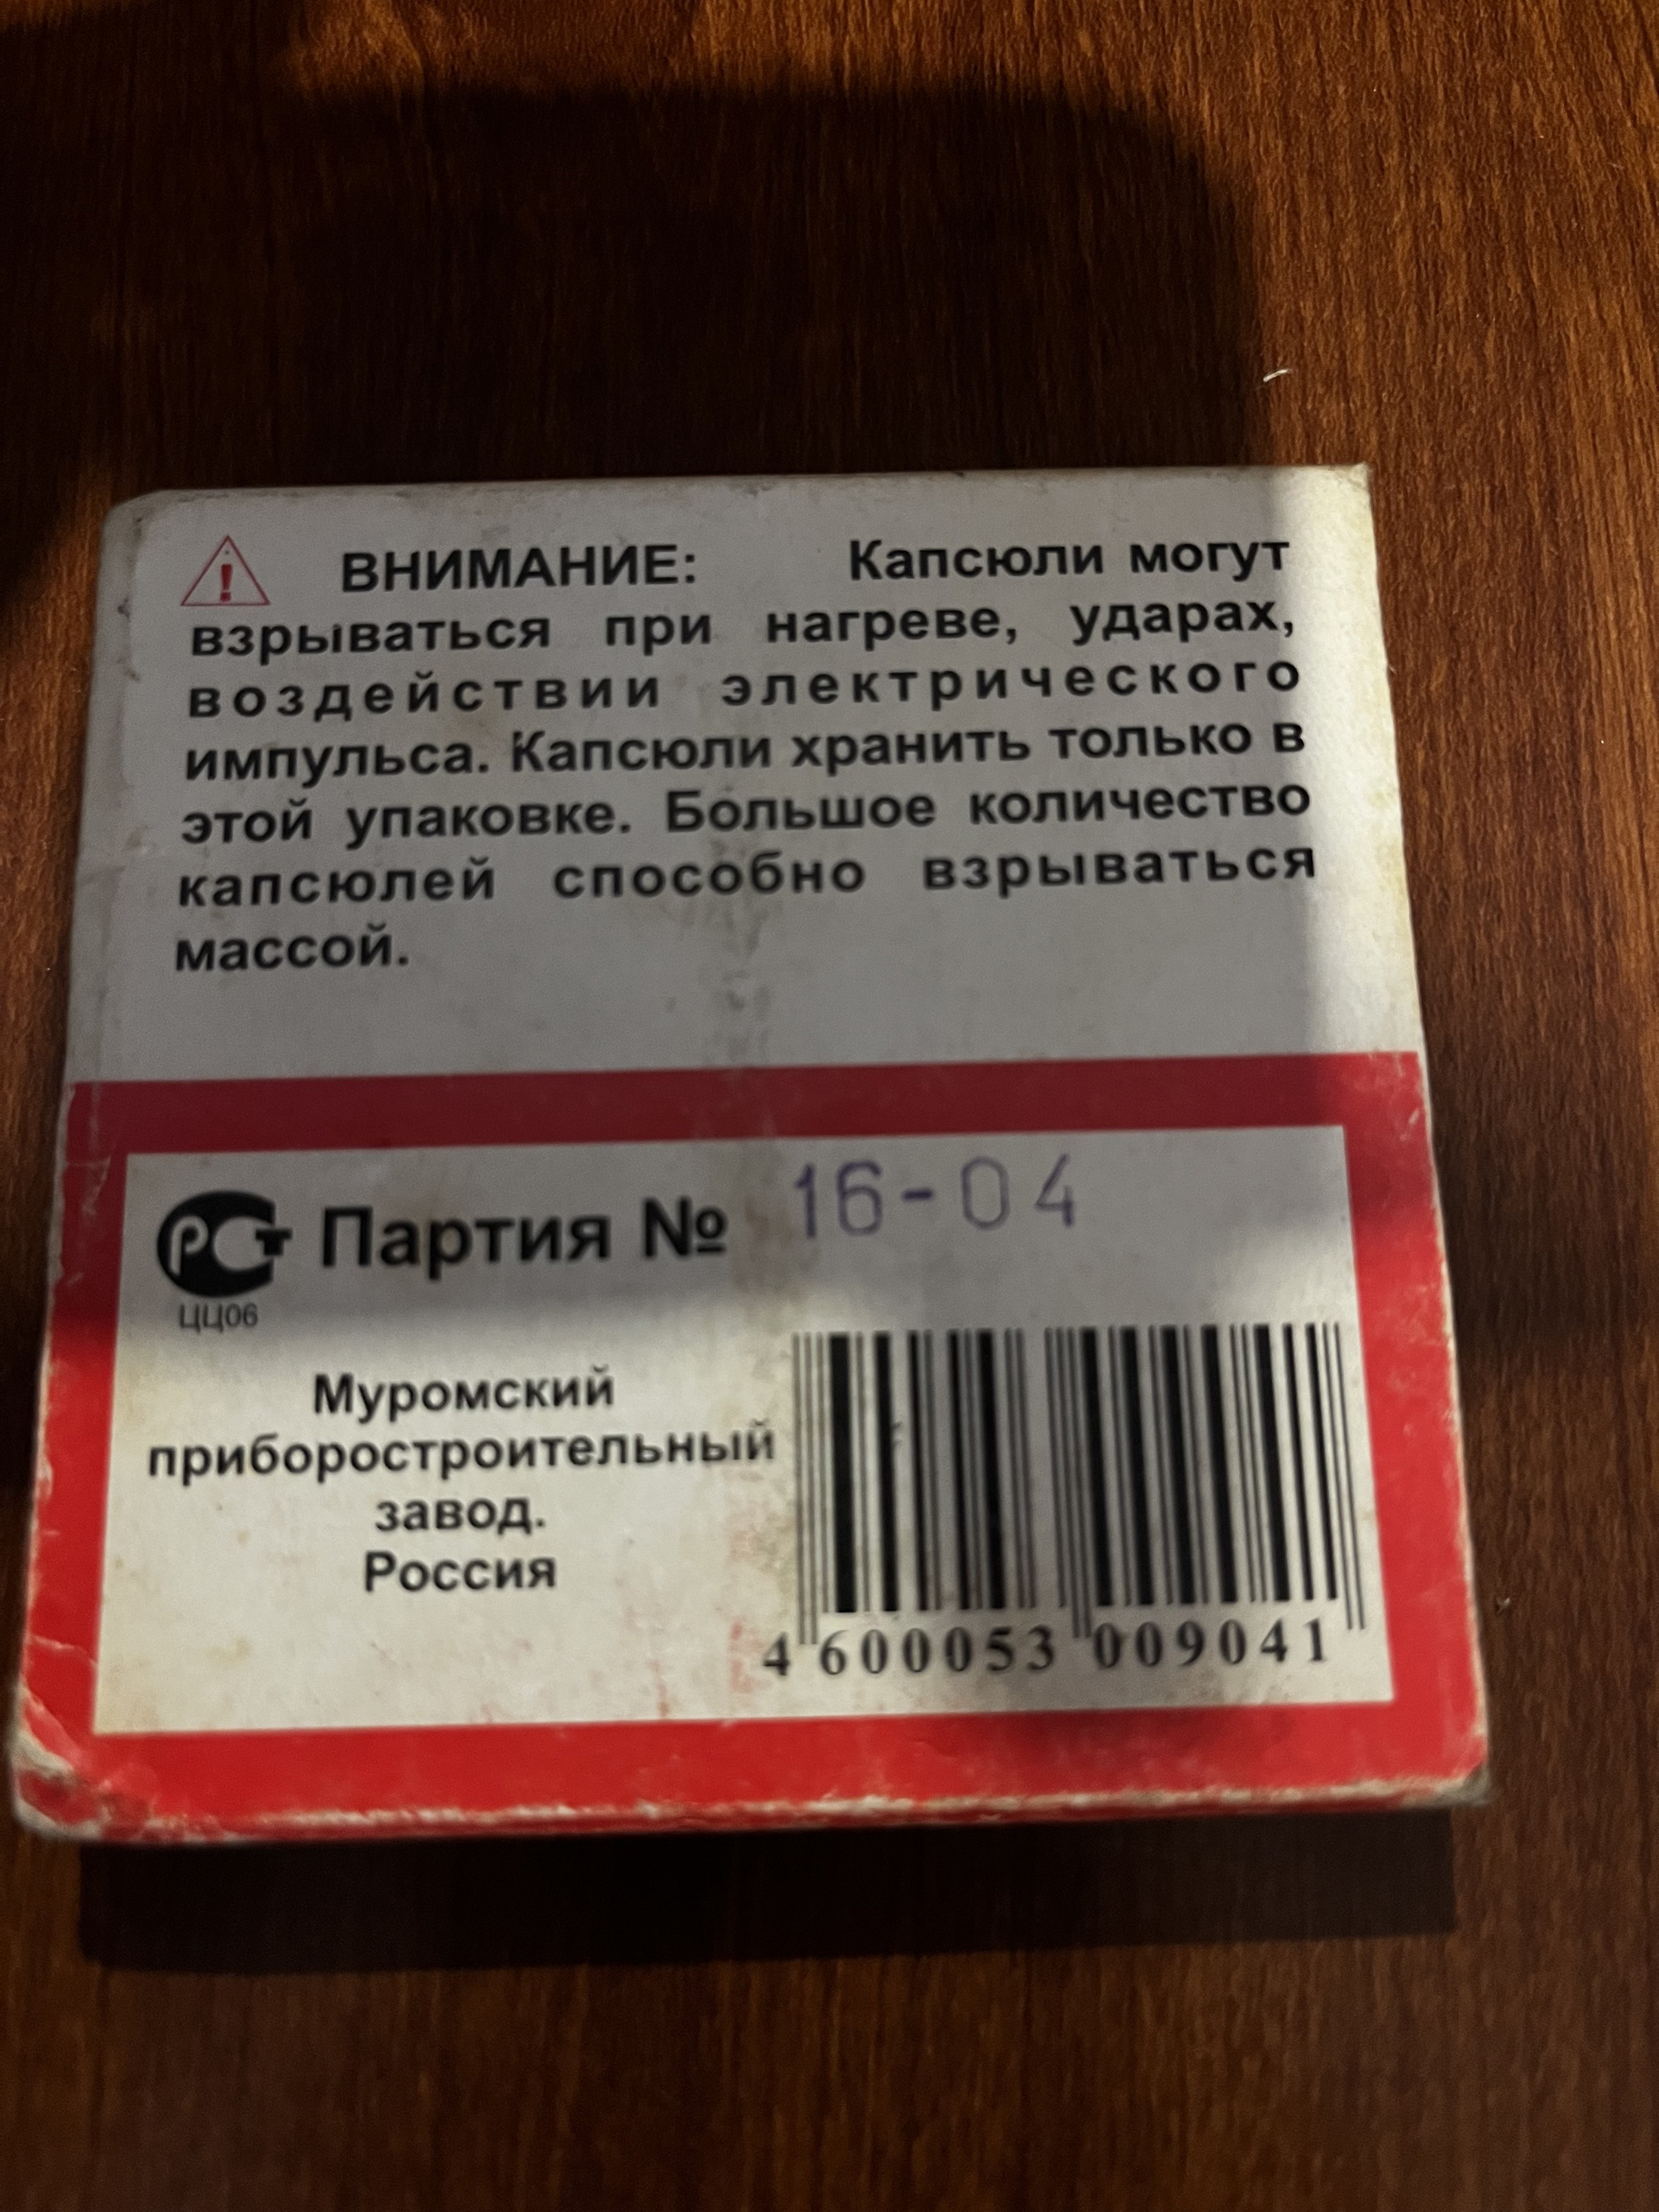 ВНИМАНИЕ: Капсюли могут
взрываться при нагреве, ударах,
воздействии электрического
импульса. Капсюли хранить только в
этой упаковке. Большое количество
капсюлей способно взрываться
массой.
РСТ Партия № 16-04
ЦЦ06
Муромский
приборостроительный
завод.
Россия
4 600053 009041